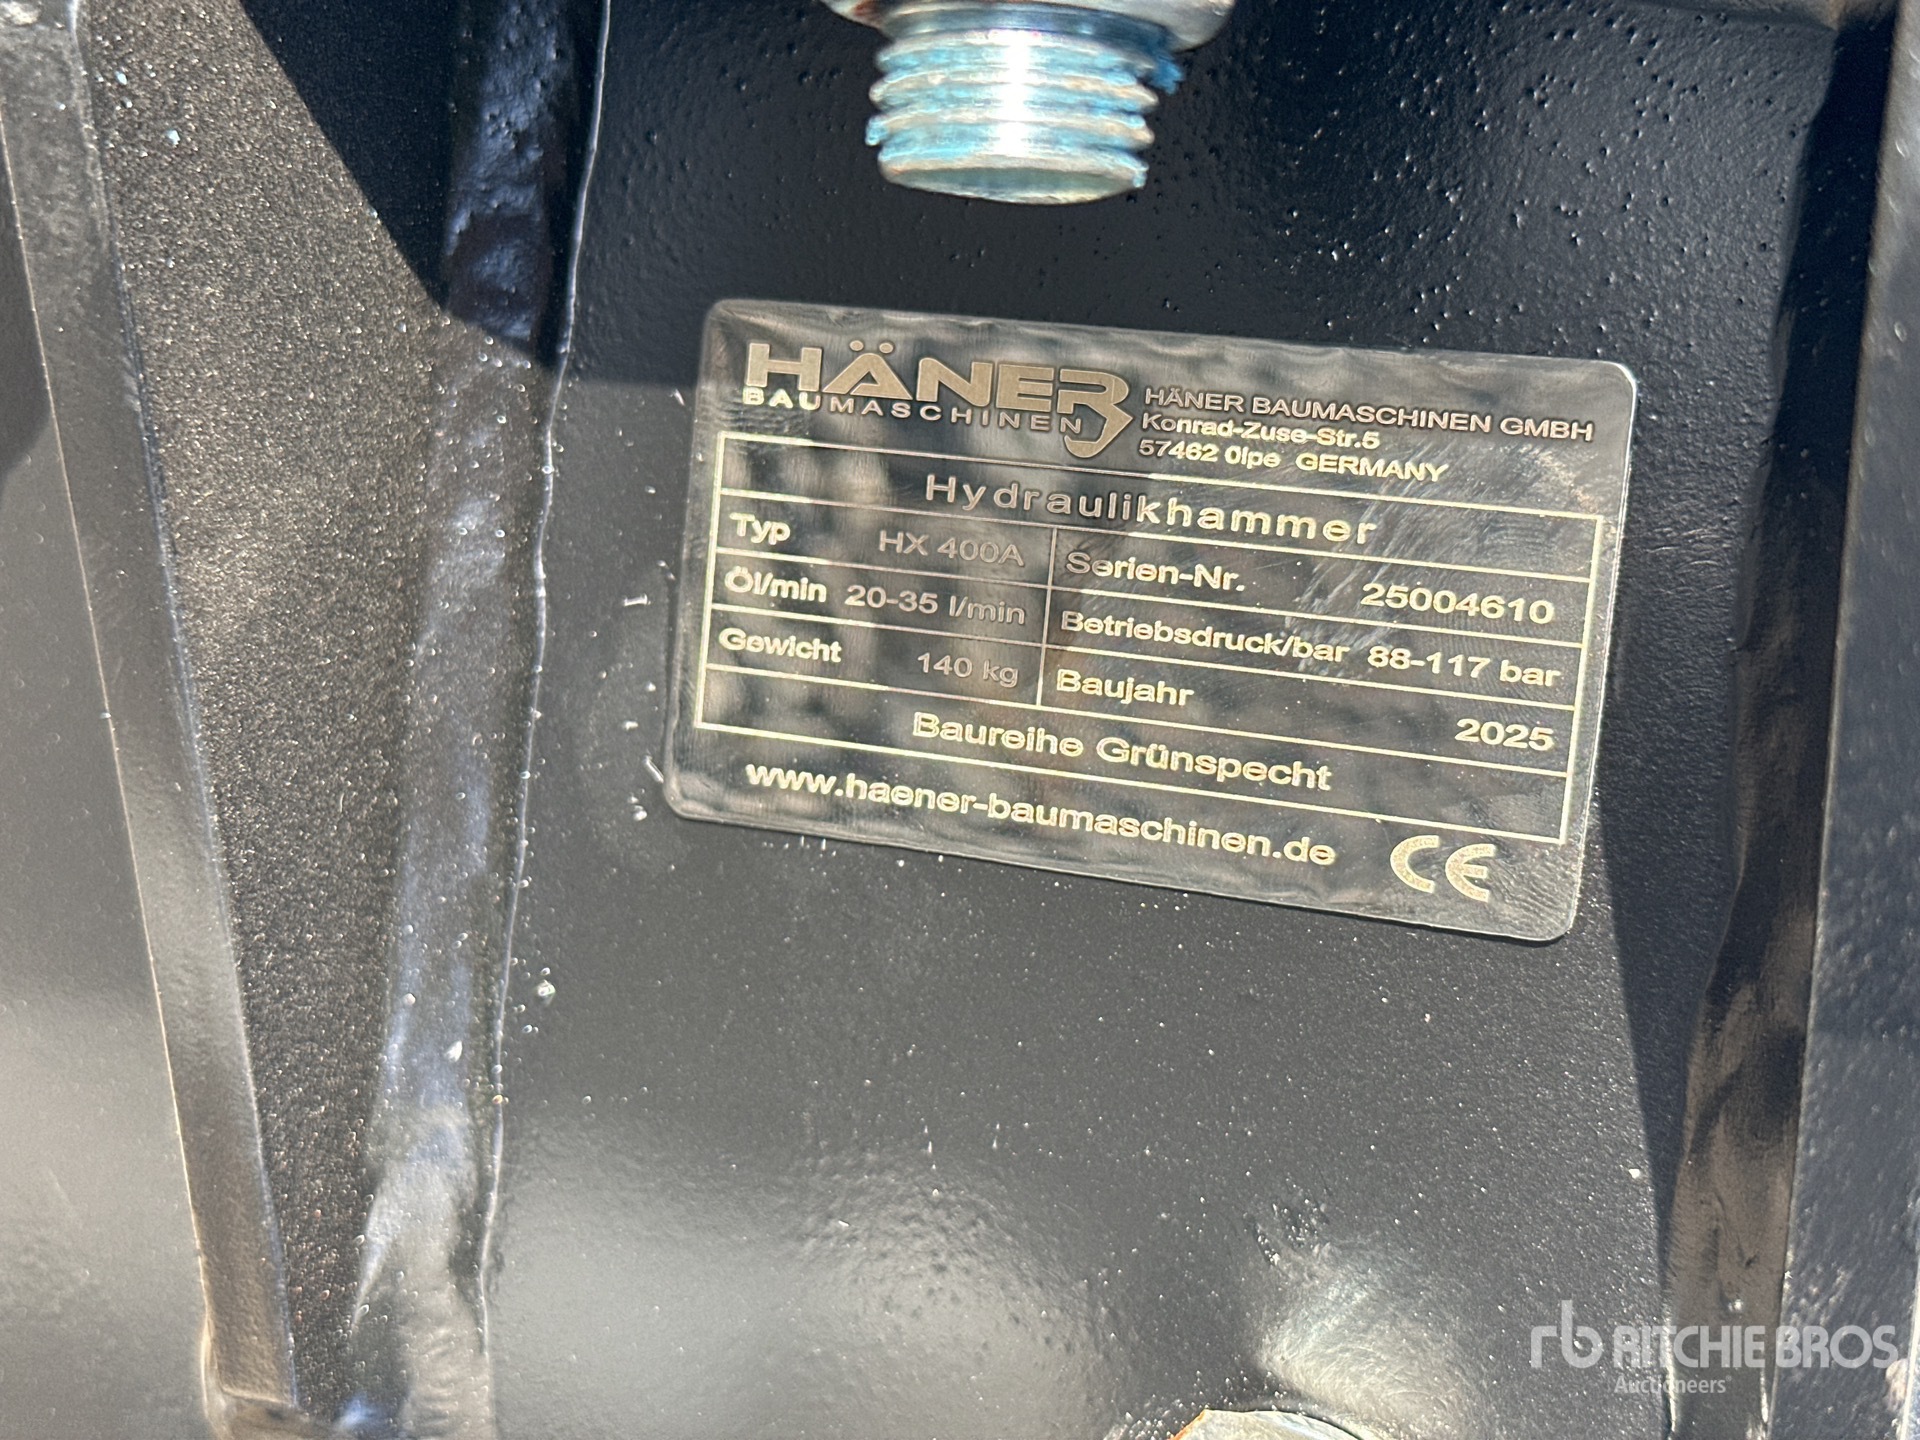 HÄNER
BAUMASCHINEN
HÄNER BAUMASCHINEN GMBH
Konrad-Zuse-Str.5
57462 Olpe GERMANY
Hydraulikhammer
Typ HX 400A
Serien-Nr. 25004610
Öl/min 20-35 l/min
Betriebsdruck/bar 88-117 bar
Gewicht 140 kg
Baujahr 2025
Baureihe Grünspecht
www.haener-baumaschinen.de
CE
rb RITCHIE BROS
Auctioneers